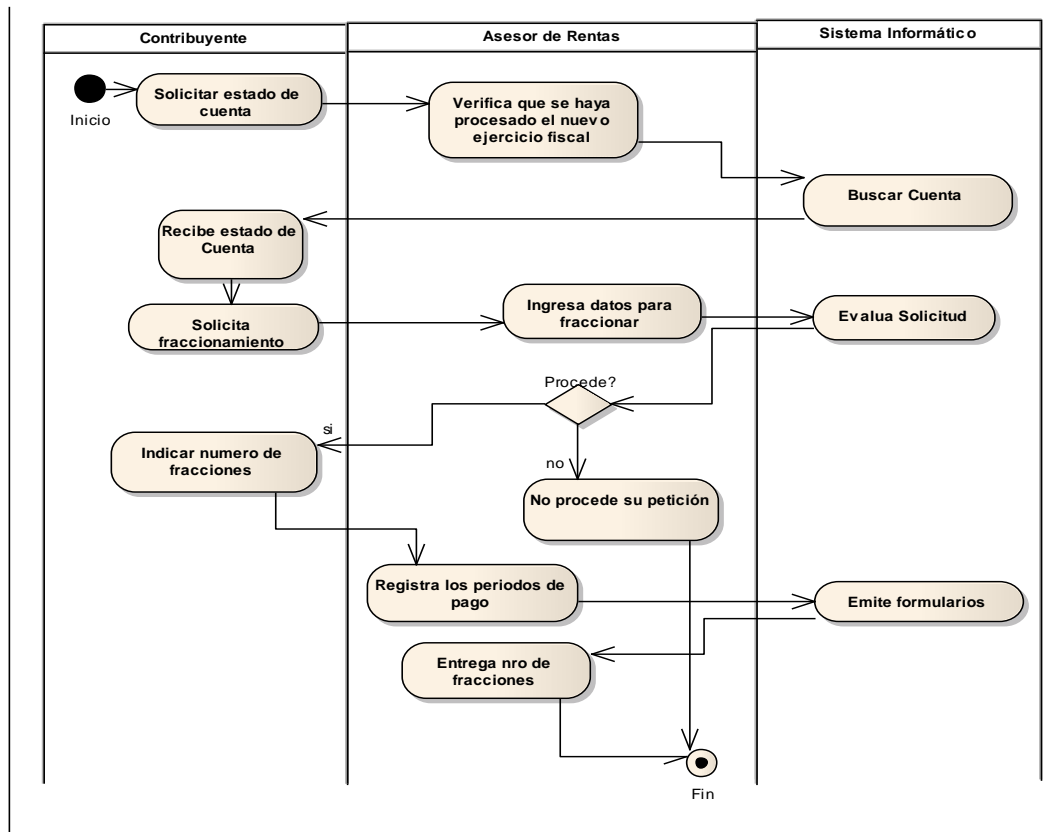 Contribuyente
Asesor de Rentas
Sistema Informático
Inicio
Solicitar estado de
cuenta
Verifica que se haya
procesado el nuevo
ejercicio fiscal
Buscar Cuenta
Recibe estado de
Cuenta
Solicita
fraccionamiento
Ingresa datos para
fraccionar
Evalua Solicitud
Procede?
si
no
Indicar numero de
fracciones
No procede su petición
Registra los periodos de
pago
Emite formularios
Entrega nro de
fracciones
Fin